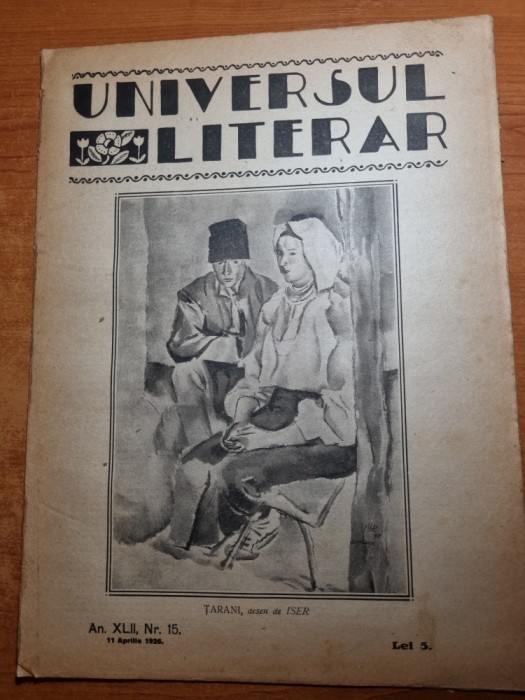 UNIVERSUL
LITERAR
ȚARANI, desen de ISER
An. XLII, Nr. 15.
11 Aprilie 1926.
Lei 5.